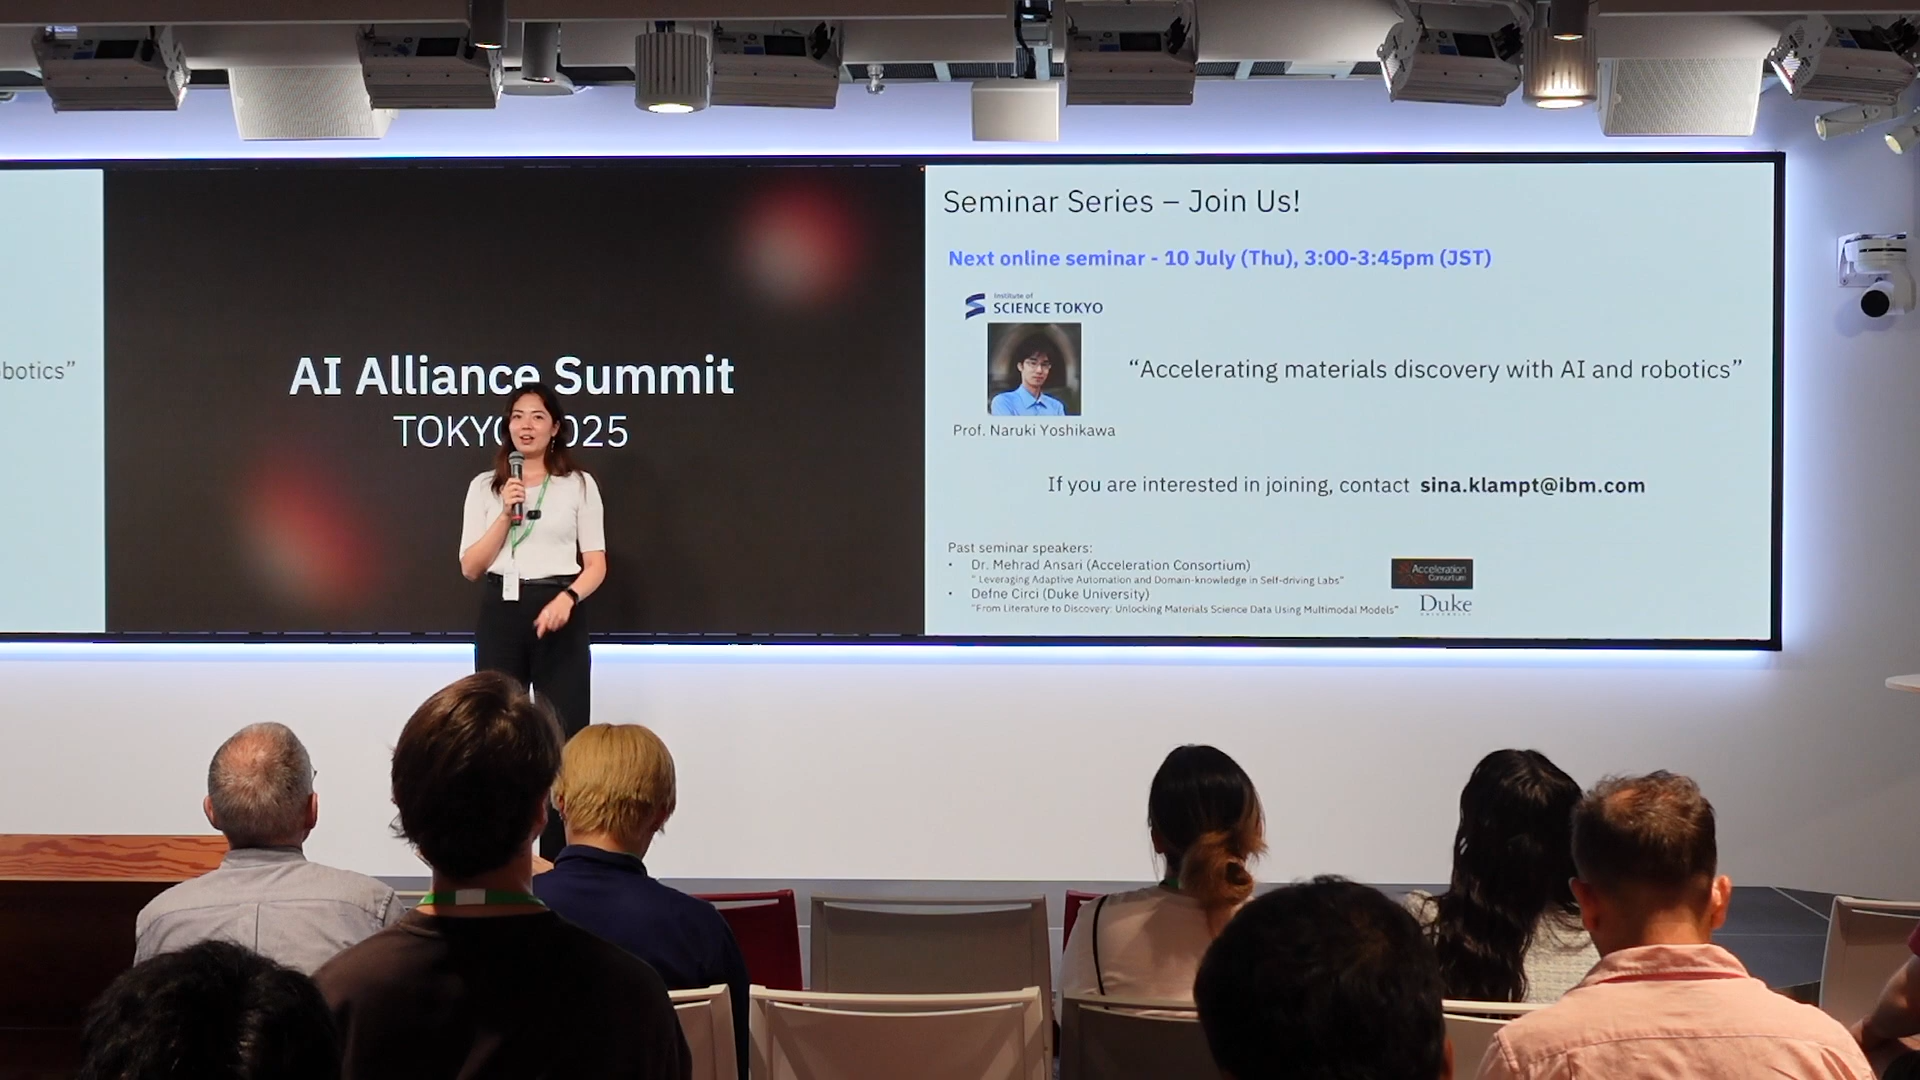 obotics”
AI Alliance Summit
TOKYO 2025
Seminar Series – Join Us!
Next online seminar - 10 July (Thu), 3:00-3:45pm (JST)
Institute of
SCIENCE TOKYO
“Accelerating materials discovery with AI and robotics”
Prof. Naruki Yoshikawa
If you are interested in joining, contact sina.klampt@ibm.com
Past seminar speakers:
• Dr. Mehrad Ansari (Acceleration Consortium)
“ Leveraging Adaptive Automation and Domain-knowledge in Self-driving Labs”
• Defne Circi (Duke University)
“From Literature to Discovery: Unlocking Materials Science Data Using Multimodal Models”
Acceleration
Consortium
Duke
UNIVERSITY